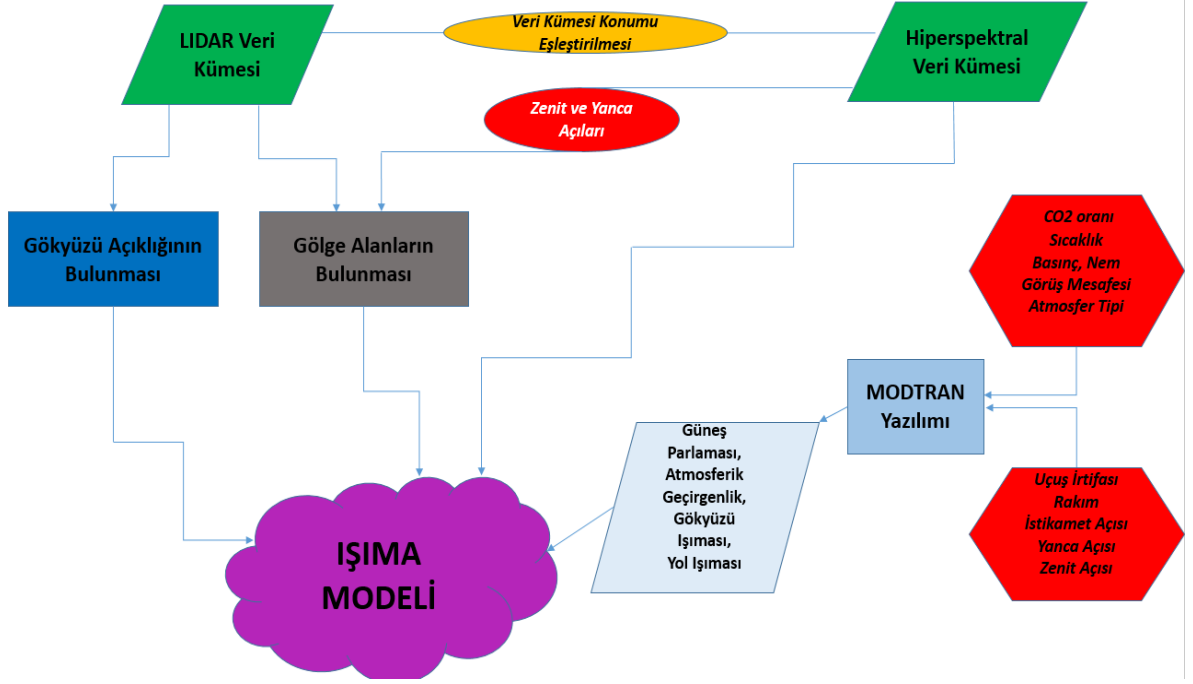 LIDAR Veri
Kümesi
Veri Kümesi Konumu
Eşleştirilmesi
Hiperspektral
Veri Kümesi
Zenit ve Yanca
Açıları
Gökyüzü Açıklığının
Bulunması
Gölge Alanların
Bulunması
CO2 oranı
Sıcaklık
Basınç, Nem
Görüş Mesafesi
Atmosfer Tipi
MODTRAN
Yazılımı
Güneş
Parlaması,
Atmosferik
Geçirgenlik,
Gökyüzü
Işıması,
Yol Işıması
Uçuş İrtifası
Rakım
İstikamet Açısı
Yanca Açısı
Zenit Açısı
IŞIMA
MODELİ